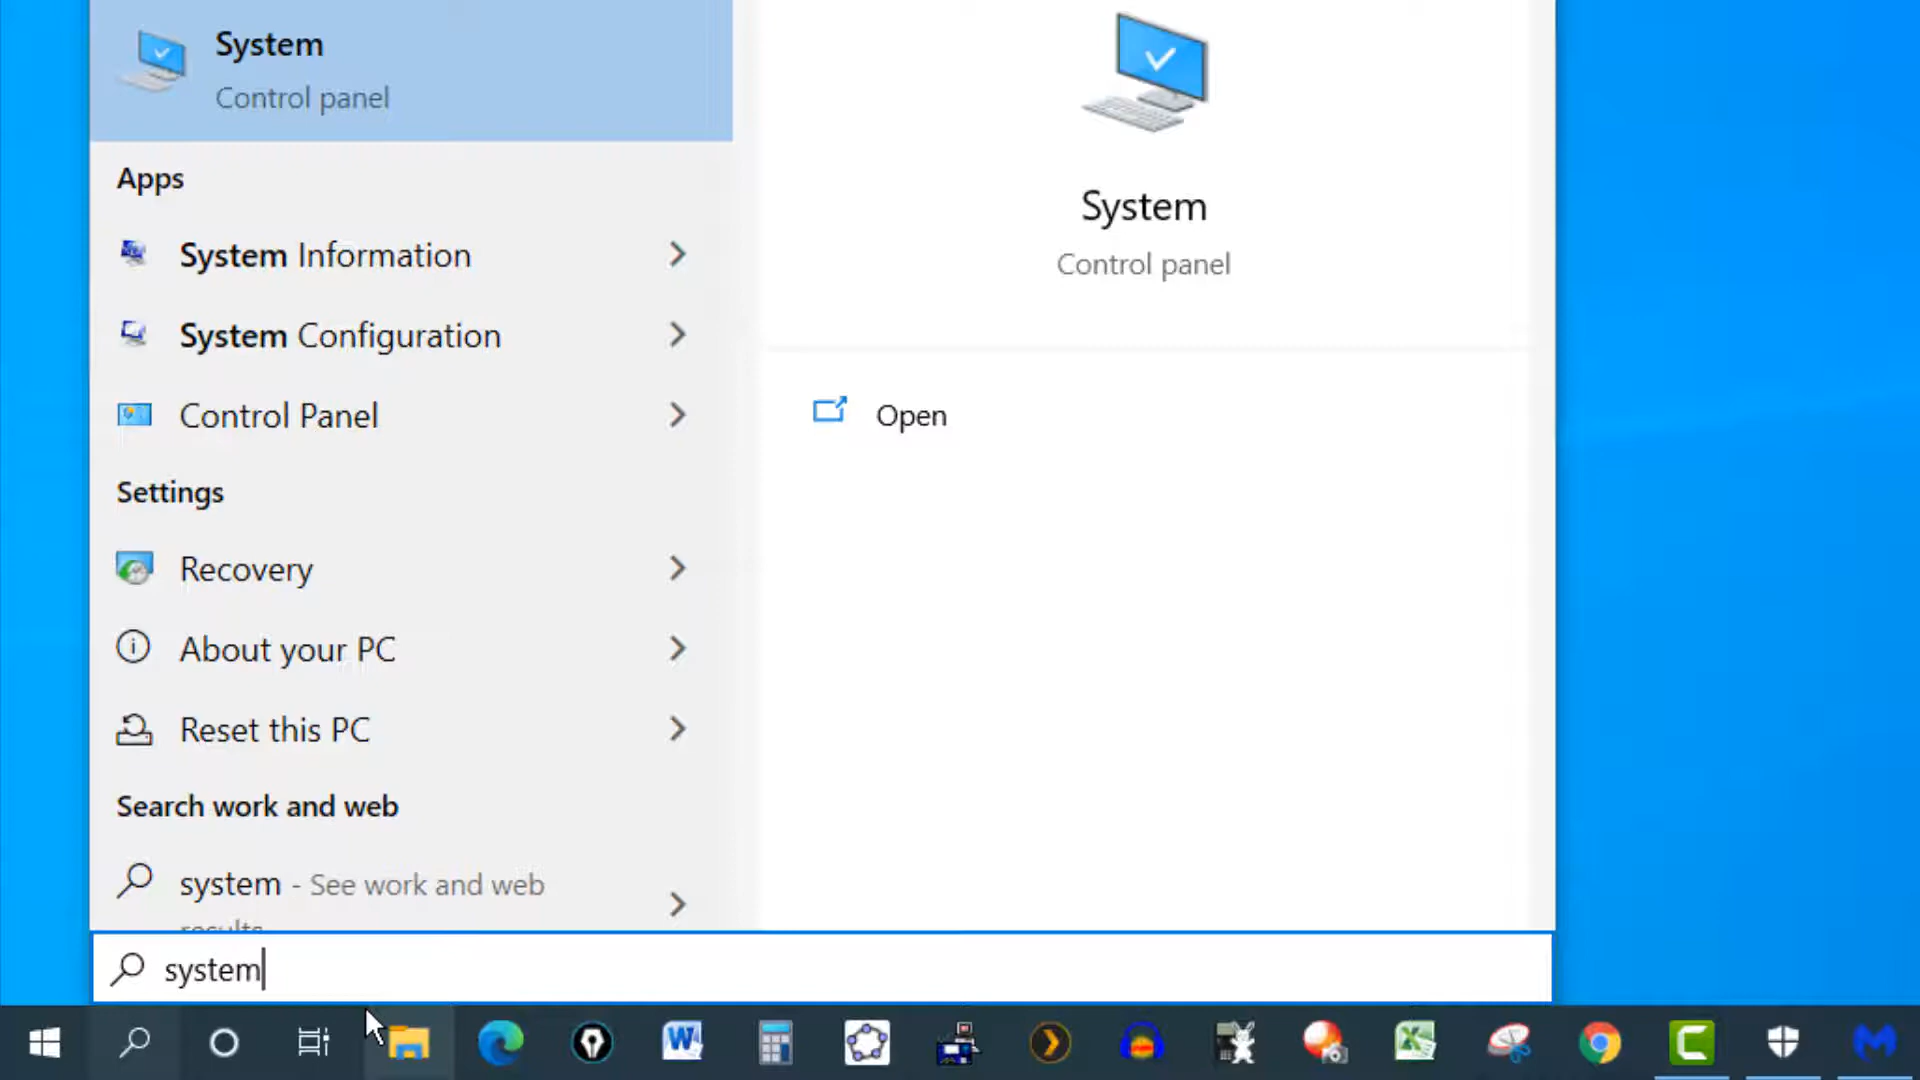 System
Control panel
Apps
System Information
System Configuration
Control Panel
Settings
Recovery
About your PC
Reset this PC
Search work and web
system - See work and web
results
system
System
Control panel
Open